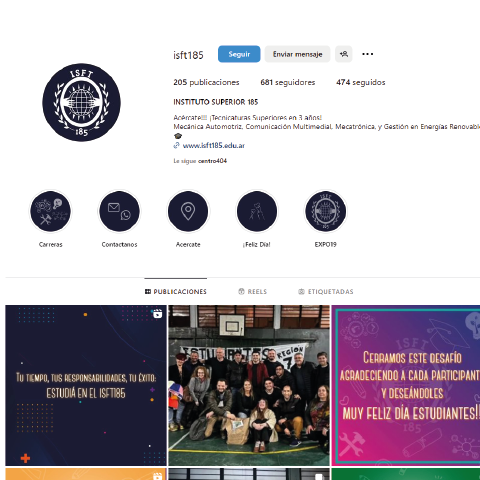 isft185 Seguir Enviar mensaje
205 publicaciones 681 seguidores 474 seguidos
INSTITUTO SUPERIOR 185
Acércate!!! ¡Tecnicaturas Superiores en 3 años!
Mecánica Automotriz, Comunicación Multimedial, Mecatrónica, y Gestión en Energías Renovable
www.isft185.edu.ar
Le sigue centro404
ISFT
185
Carreras Contactanos Acercate ¡Feliz Día! EXPO19
PUBLICACIONES REELS ETIQUETADAS
Tu tiempo, tus responsabilidades, tu éxito:
estudiá en el ISFT185
REGIÓN
Cerramos este desafío
agradeciendo a cada participant
y deseándoles
muy feliz día estudiantes!!